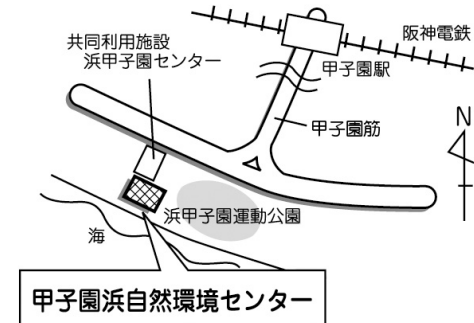 阪神電鉄
共同利用施設
浜甲子園センター
甲子園駅
甲子園筋
N
浜甲子園運動公園
海
甲子園浜自然環境センター